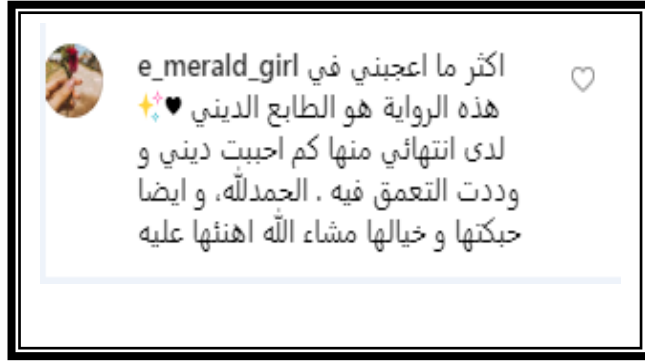 e_merald_girl اكثر ما اعجبني في
هذه الرواية هو الطابع الديني ♥✨
لدى انتهائي منها كم احببت ديني و
وددت التعمق فيه . الحمدلله، و ايضا
حبكتها و خيالها مشاء الله اهنئها عليه